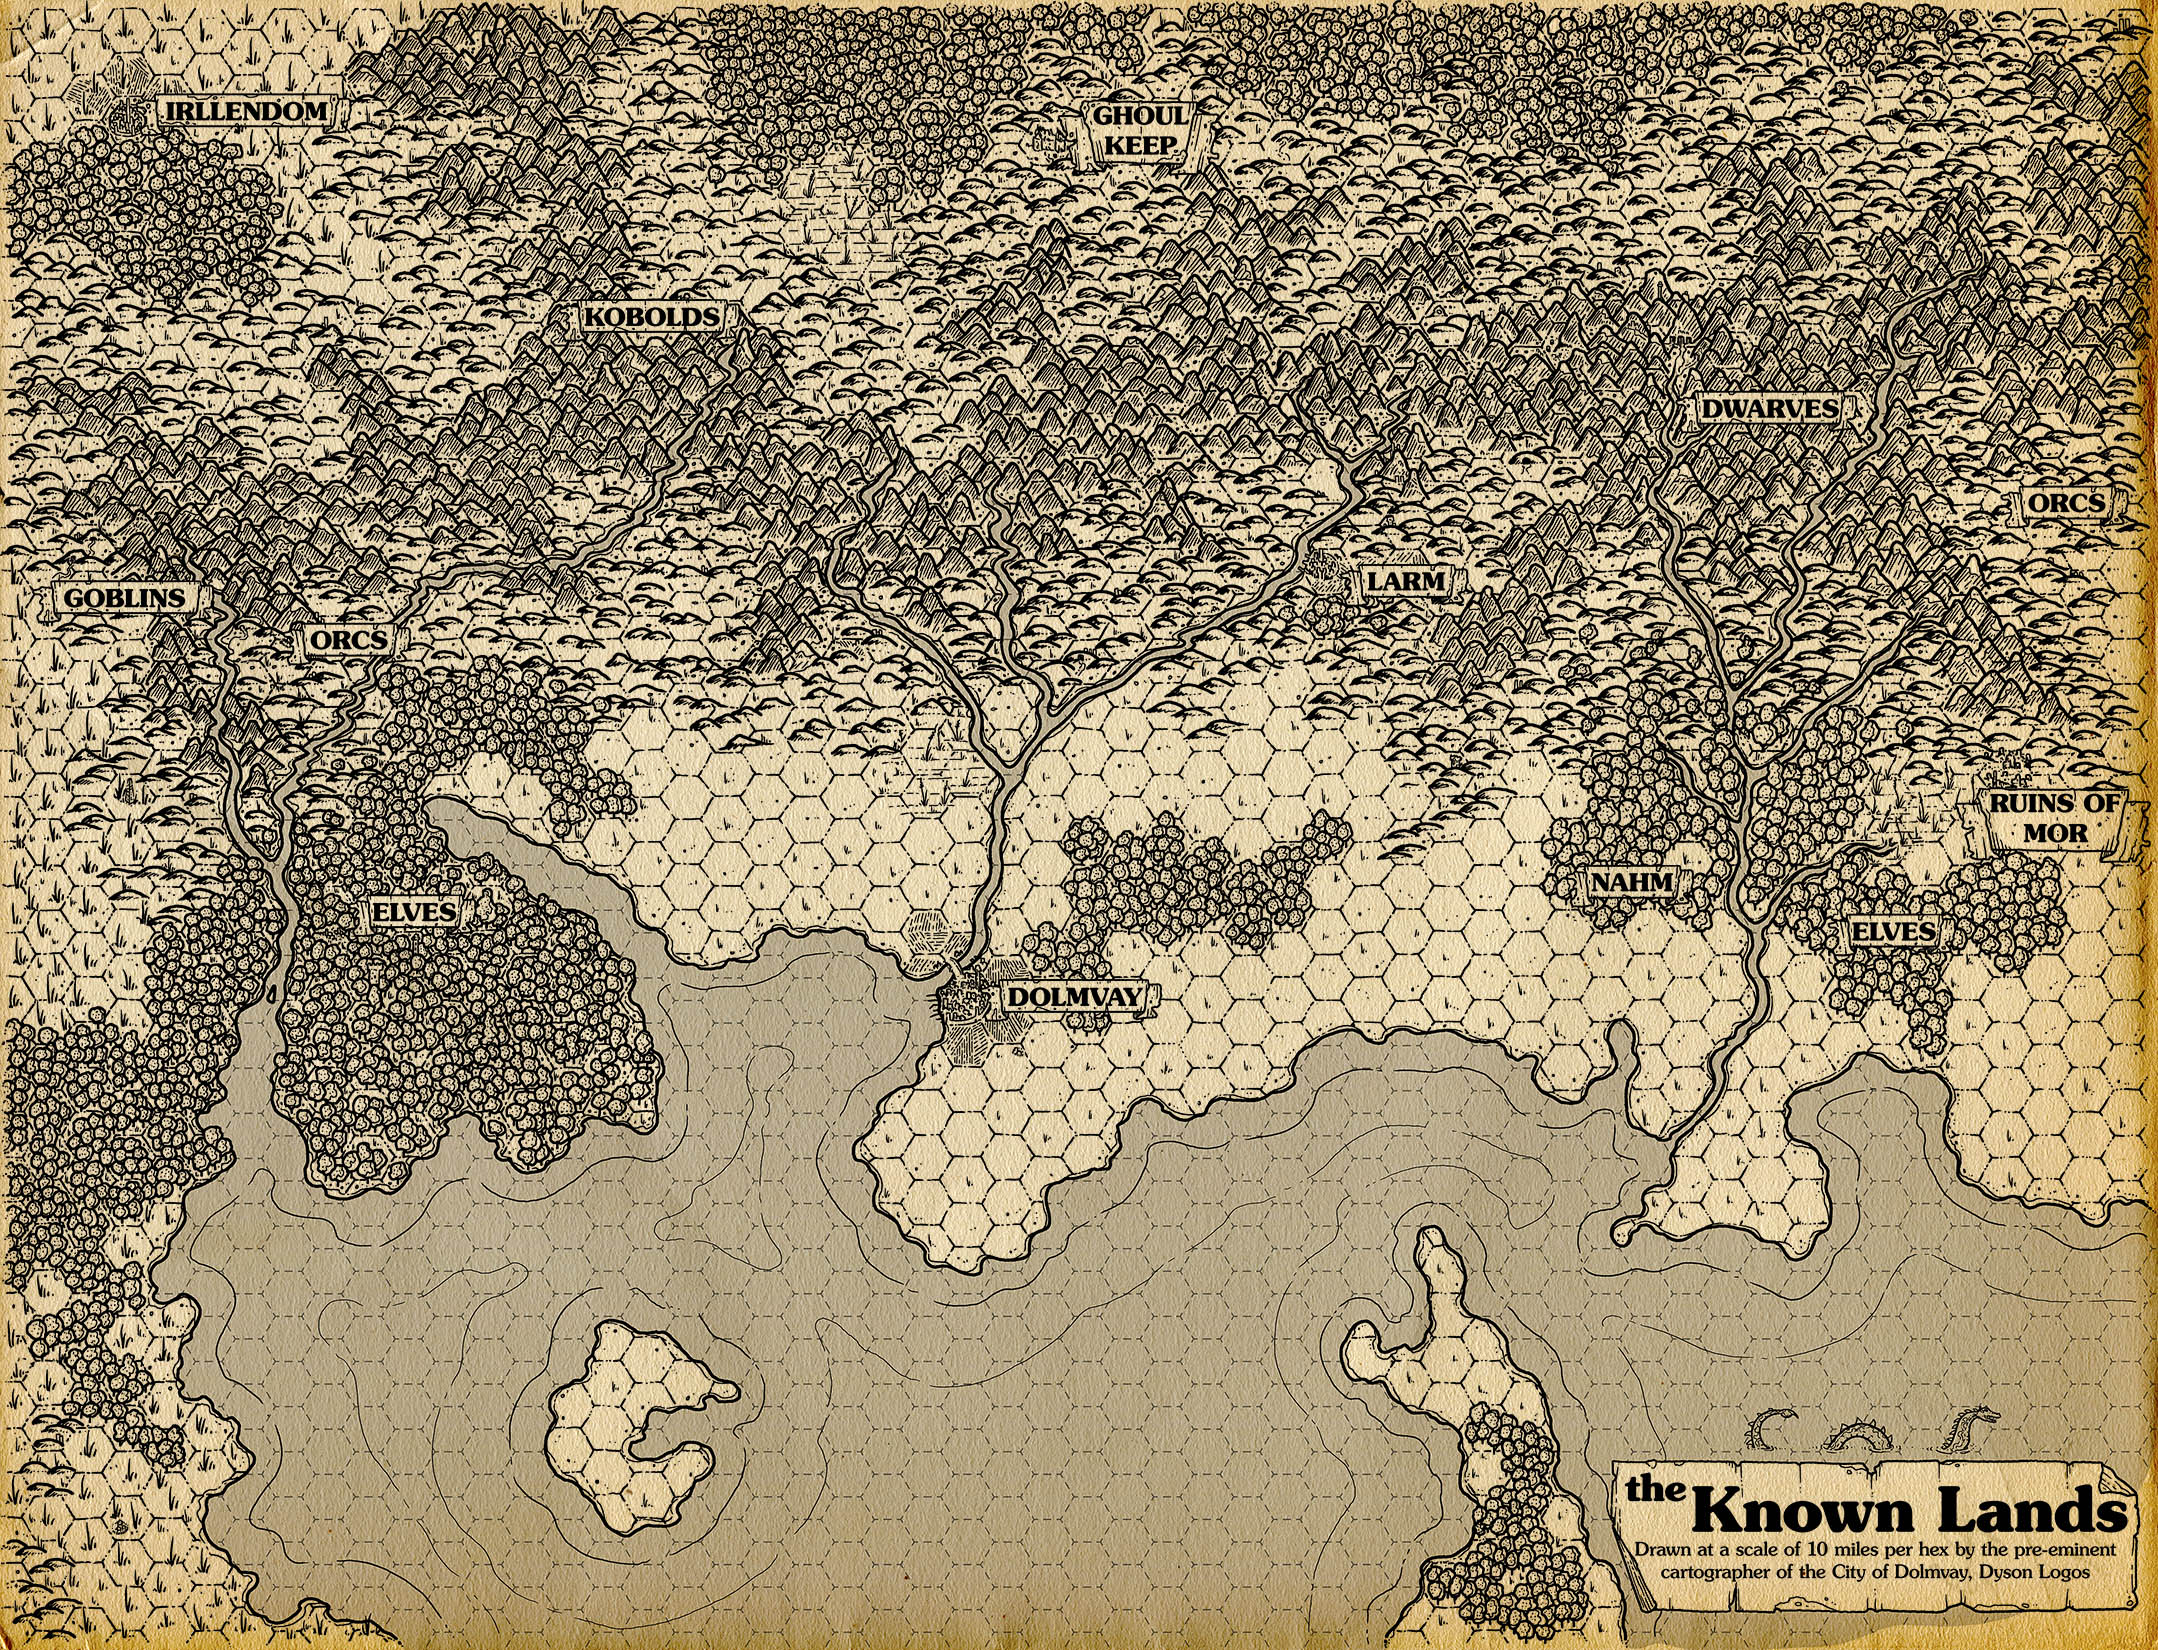 IRLLENDOM
GHOUL
KEEP
KOBOLDS
DWARVES
ORCS
GOBLINS
LARM
ORCS
RUINS OF
MOR
NAHM
ELVES
ELVES
DOLMVAY
the Known Lands
Drawn at a scale of 10 miles per hex by the pre-eminent
cartographer of the City of Dolmvay, Dyson Logos